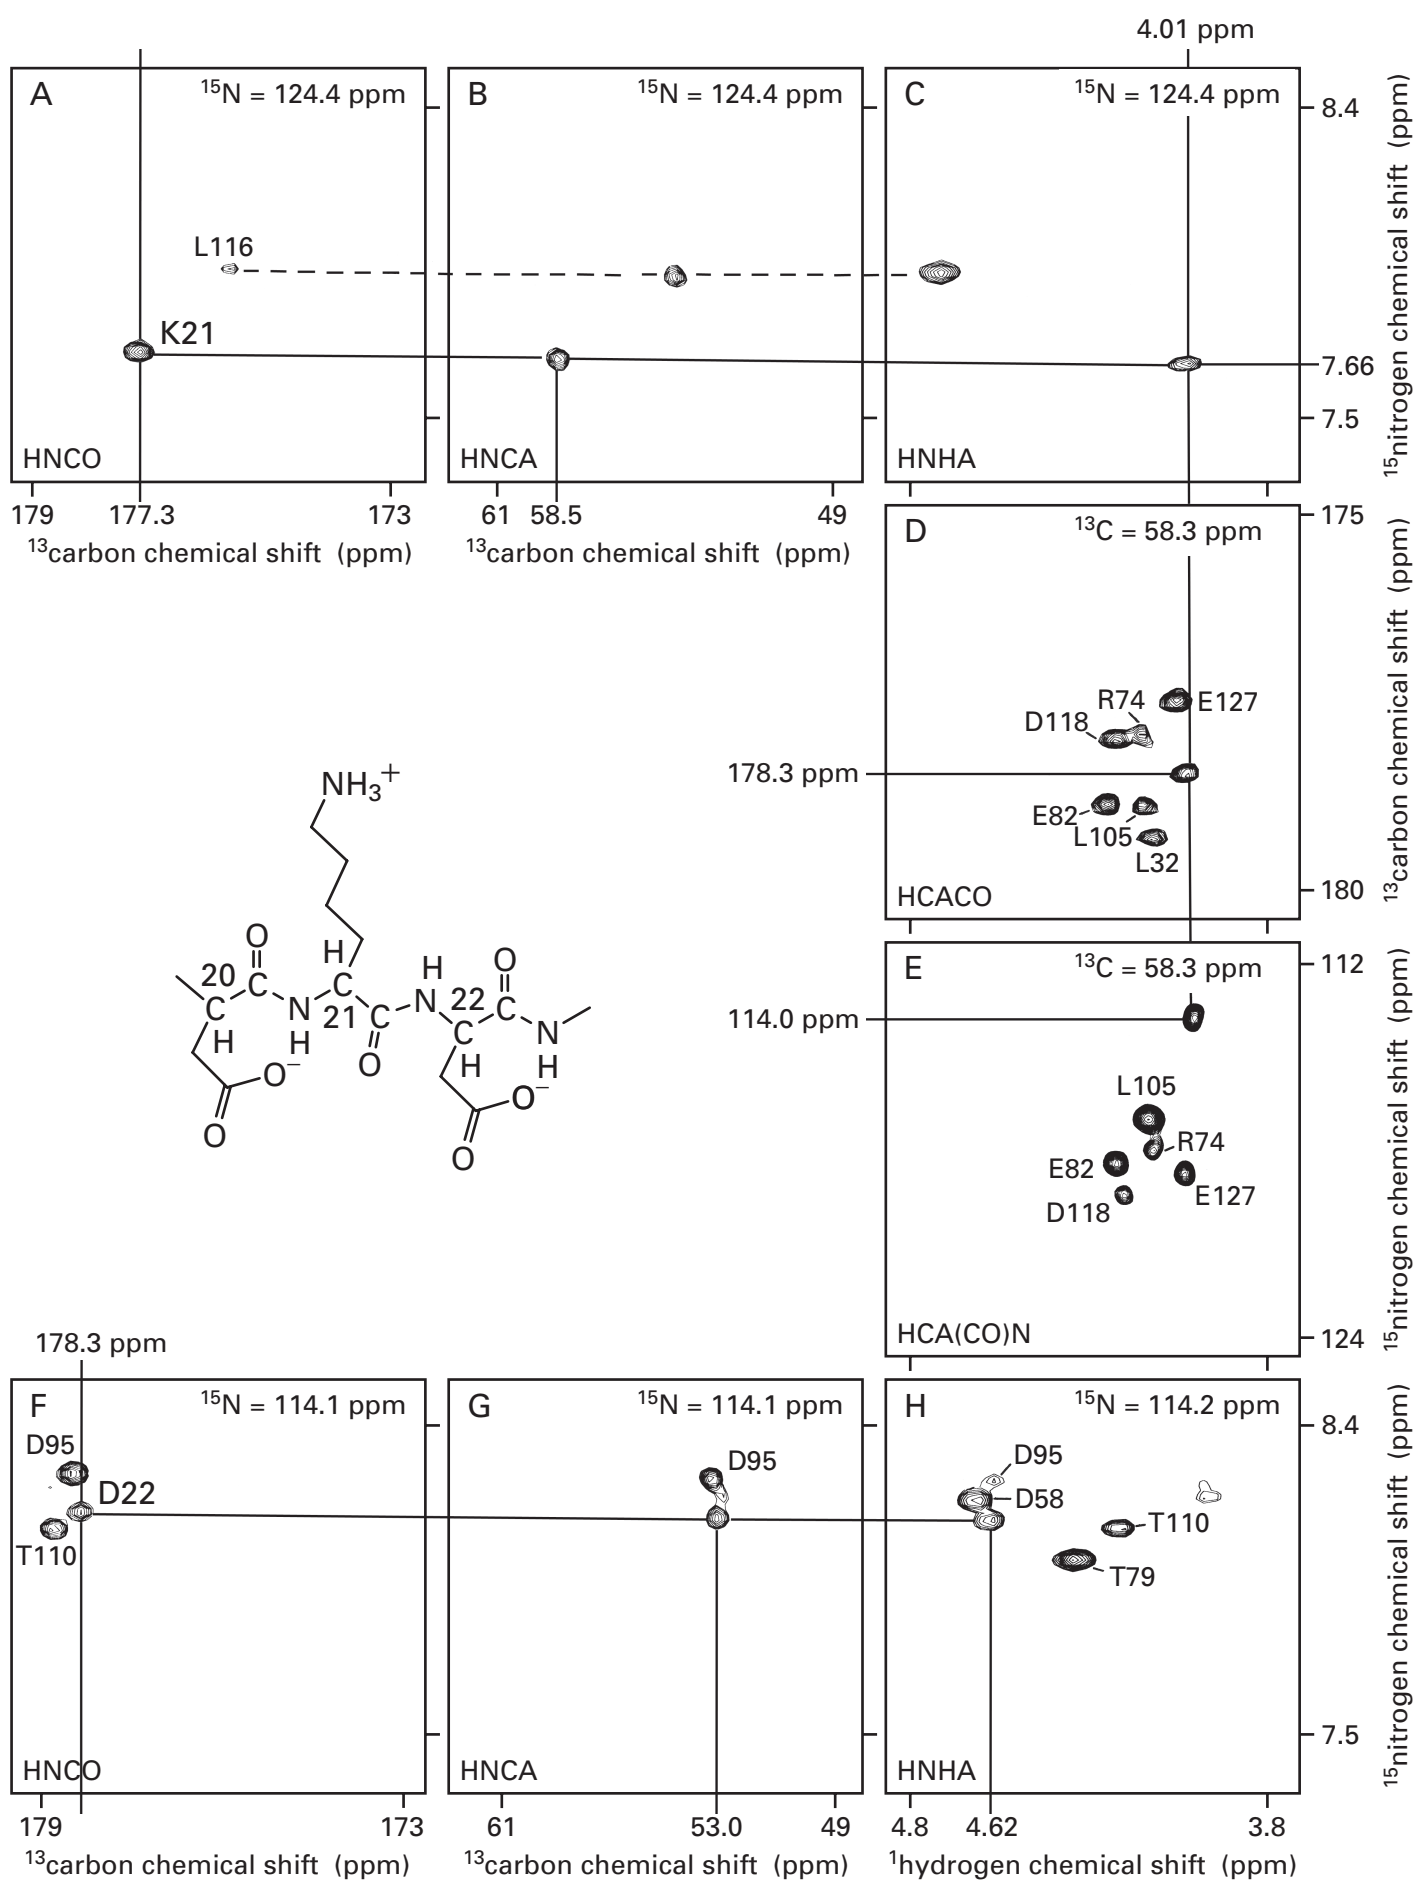 4.01 ppm
A
¹⁵N = 124.4 ppm
L116
K21
HNCO
179
177.3
173
¹³carbon chemical shift (ppm)
B
¹⁵N = 124.4 ppm
HNCA
61
58.5
49
¹³carbon chemical shift (ppm)
C
¹⁵N = 124.4 ppm
HNHA
8.4
7.66
7.5
¹⁵nitrogen chemical shift (ppm)
D
¹³C = 58.3 ppm
R74
E127
D118
178.3 ppm
E82
L105
L32
HCACO
175
180
¹³carbon chemical shift (ppm)
NH₃⁺
O
20
C
H
N
H
H
C
21
C
O
H
N
22
C
H
O
C
N
H
C
O⁻
O
C
O⁻
O
E
¹³C = 58.3 ppm
114.0 ppm
L105
R74
E82
E127
D118
HCA(CO)N
112
124
¹⁵nitrogen chemical shift (ppm)
178.3 ppm
F
¹⁵N = 114.1 ppm
D95
D22
T110
HNCO
179
173
¹³carbon chemical shift (ppm)
G
¹⁵N = 114.1 ppm
D95
HNCA
61
53.0
49
¹³carbon chemical shift (ppm)
H
¹⁵N = 114.2 ppm
D95
D58
T110
T79
HNHA
8.4
7.5
¹⁵nitrogen chemical shift (ppm)
4.8
4.62
3.8
¹hydrogen chemical shift (ppm)